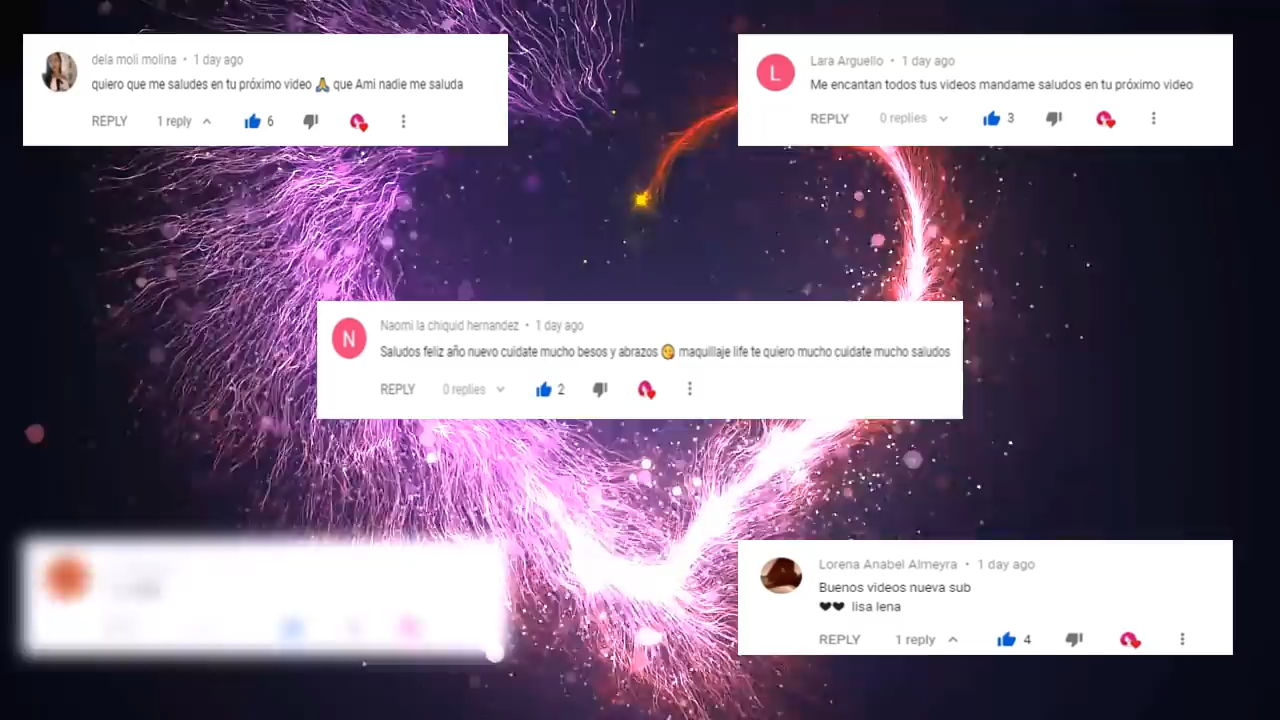 dela moli molina • 1 day ago
quiero que me saludes en tu próximo video 🙏 que Ami nadie me saluda
REPLY 1 reply 6
L
Lara Arguello • 1 day ago
Me encantan todos tus videos mandame saludos en tu próximo video
REPLY 0 replies 3
N
Naomi la chiquid hernandez • 1 day ago
Saludos feliz año nuevo cuidate mucho besos y abrazos 😘 maquillaje life te quiero mucho cuidate mucho saludos
REPLY 0 replies 2
Lorena Anabel Almeyra • 1 day ago
Buenos videos nueva sub
🖤🖤 lisa lena
REPLY 1 reply 4